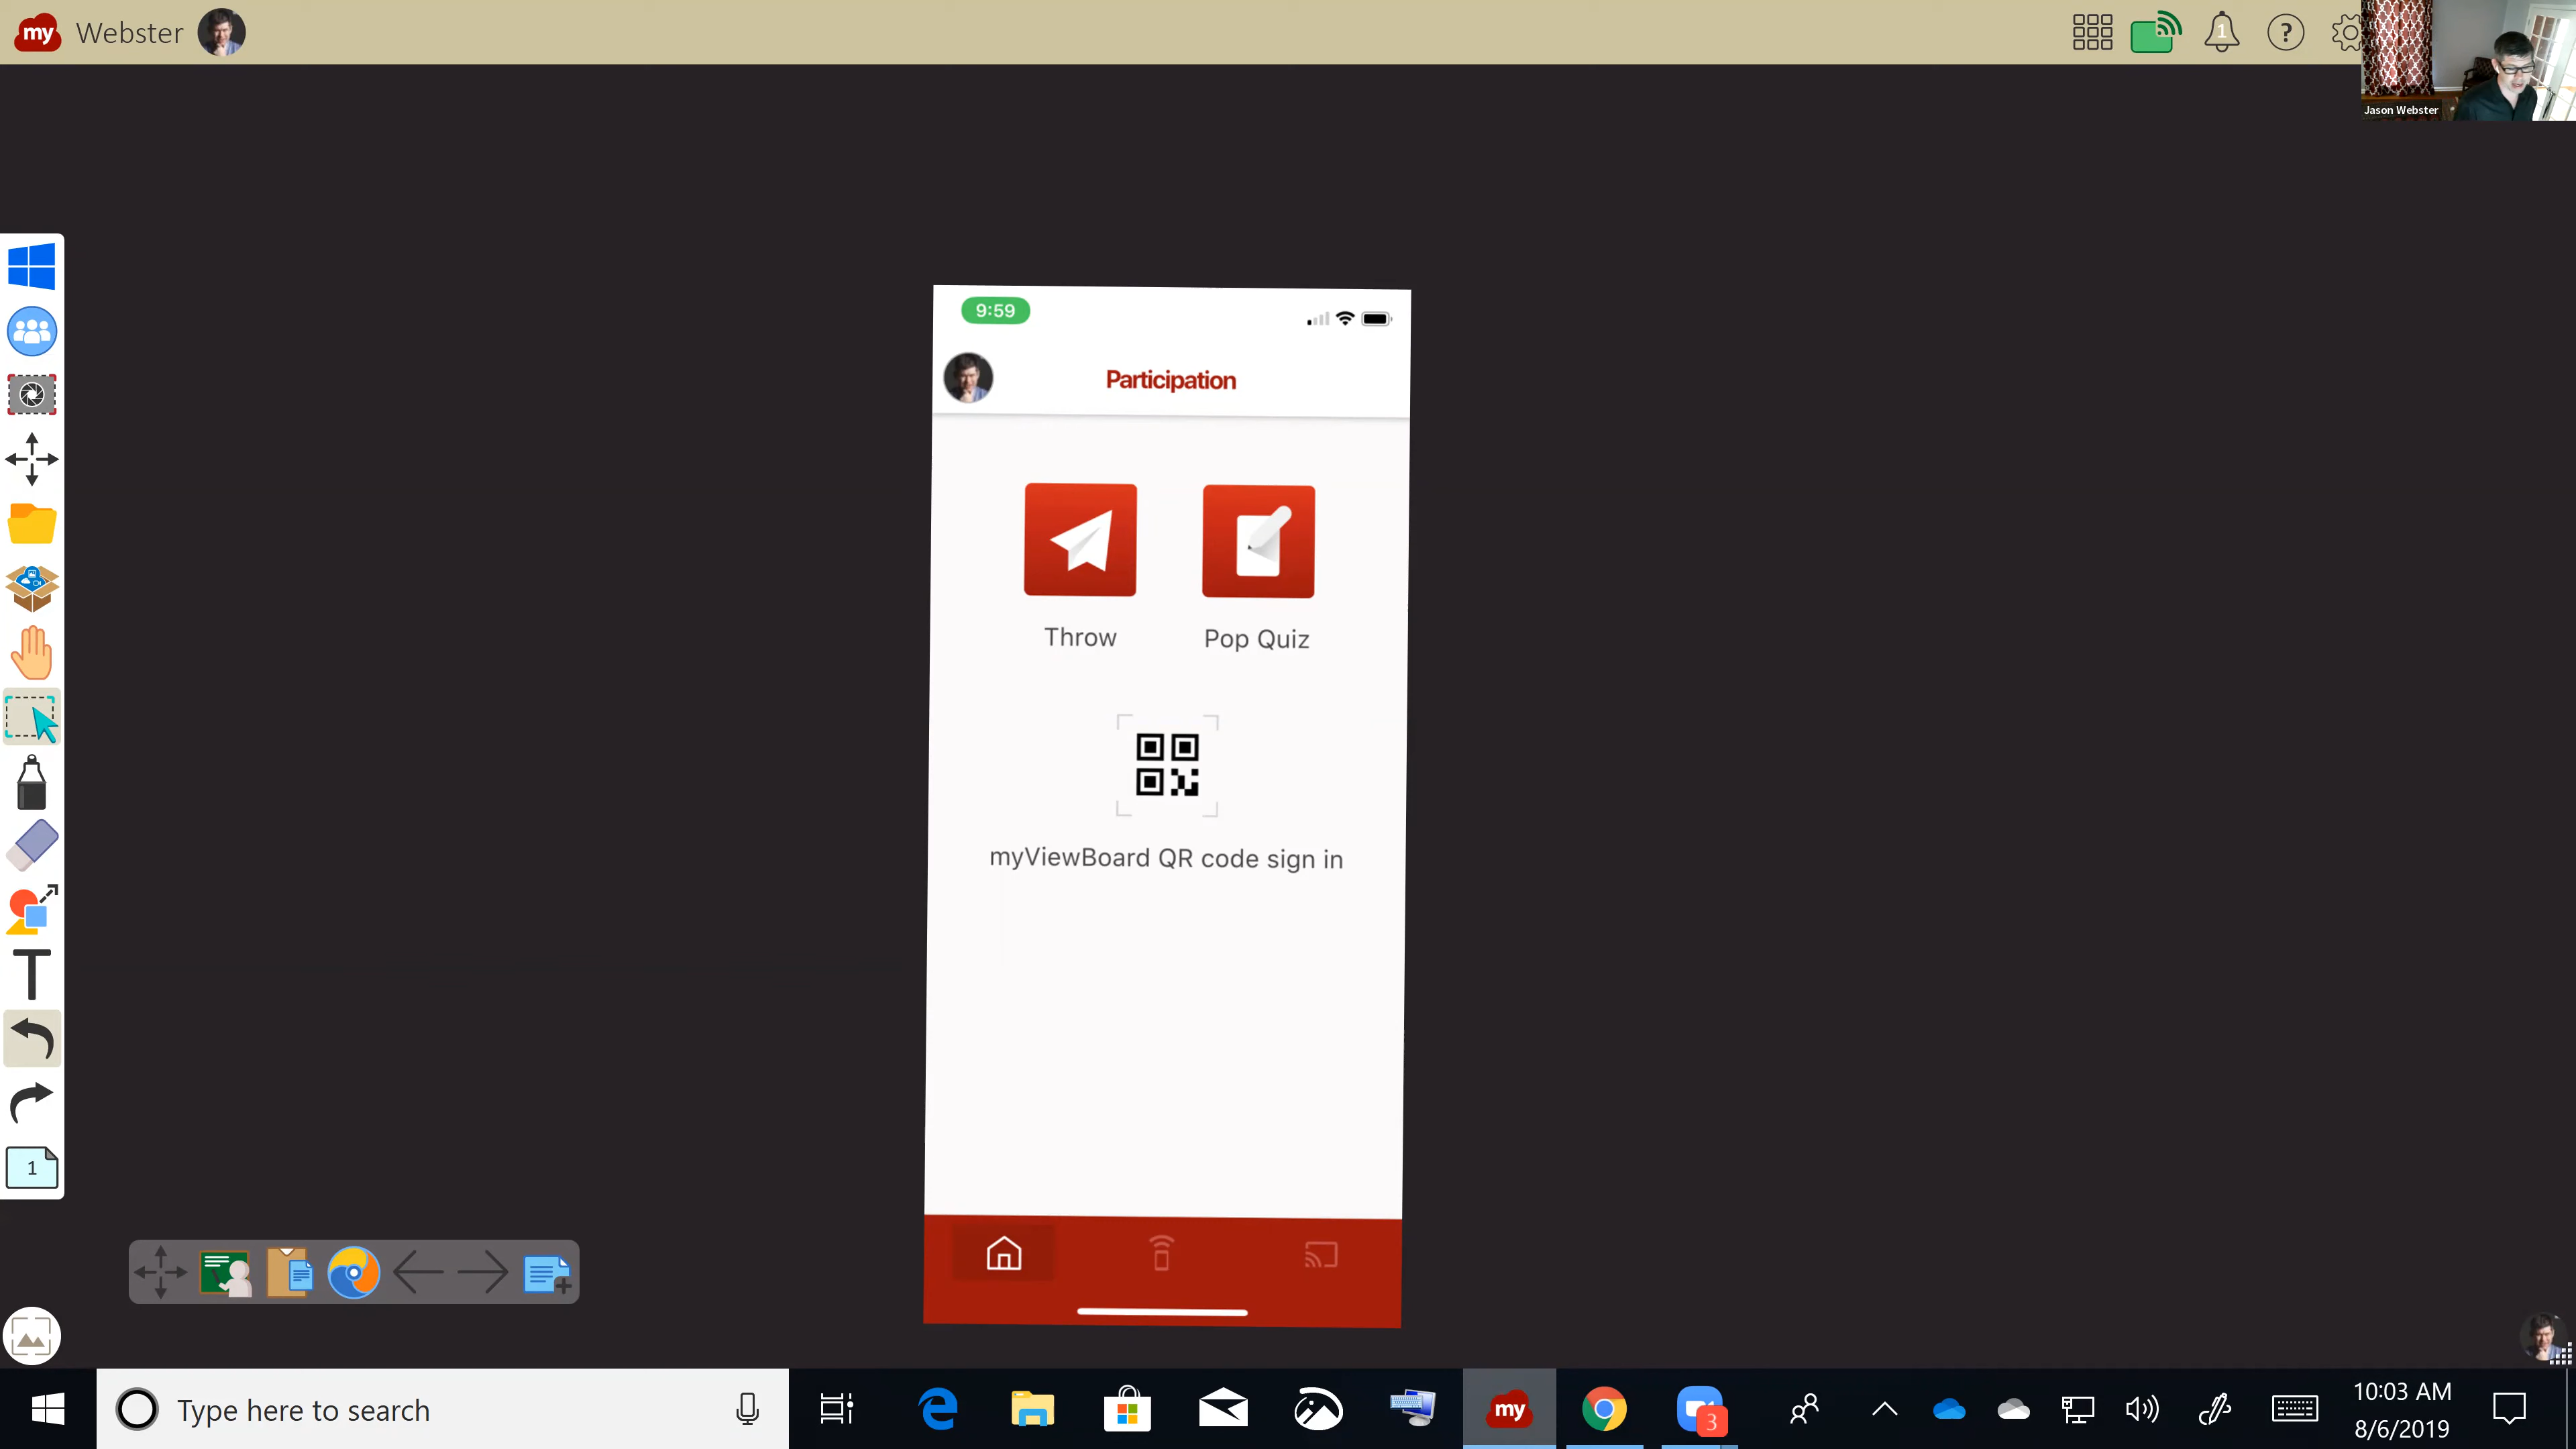 my Webster
1
?
Jason Webster
9:59
Participation
Throw
Pop Quiz
myViewBoard QR code sign in
T
1
Type here to search
my
3
10:03 AM
8/6/2019